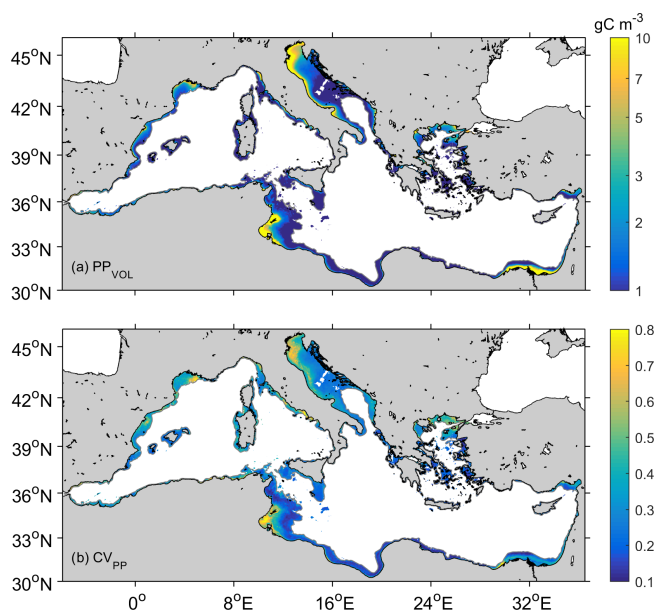 gC m⁻³
45°N
42°N
39°N
36°N
33°N
30°N
(a) PP_VOL
10
7
5
3
2
1
45°N
42°N
39°N
36°N
33°N
30°N
(b) CV_PP
0°
8°E
16°E
24°E
32°E
0.8
0.7
0.6
0.5
0.4
0.3
0.2
0.1